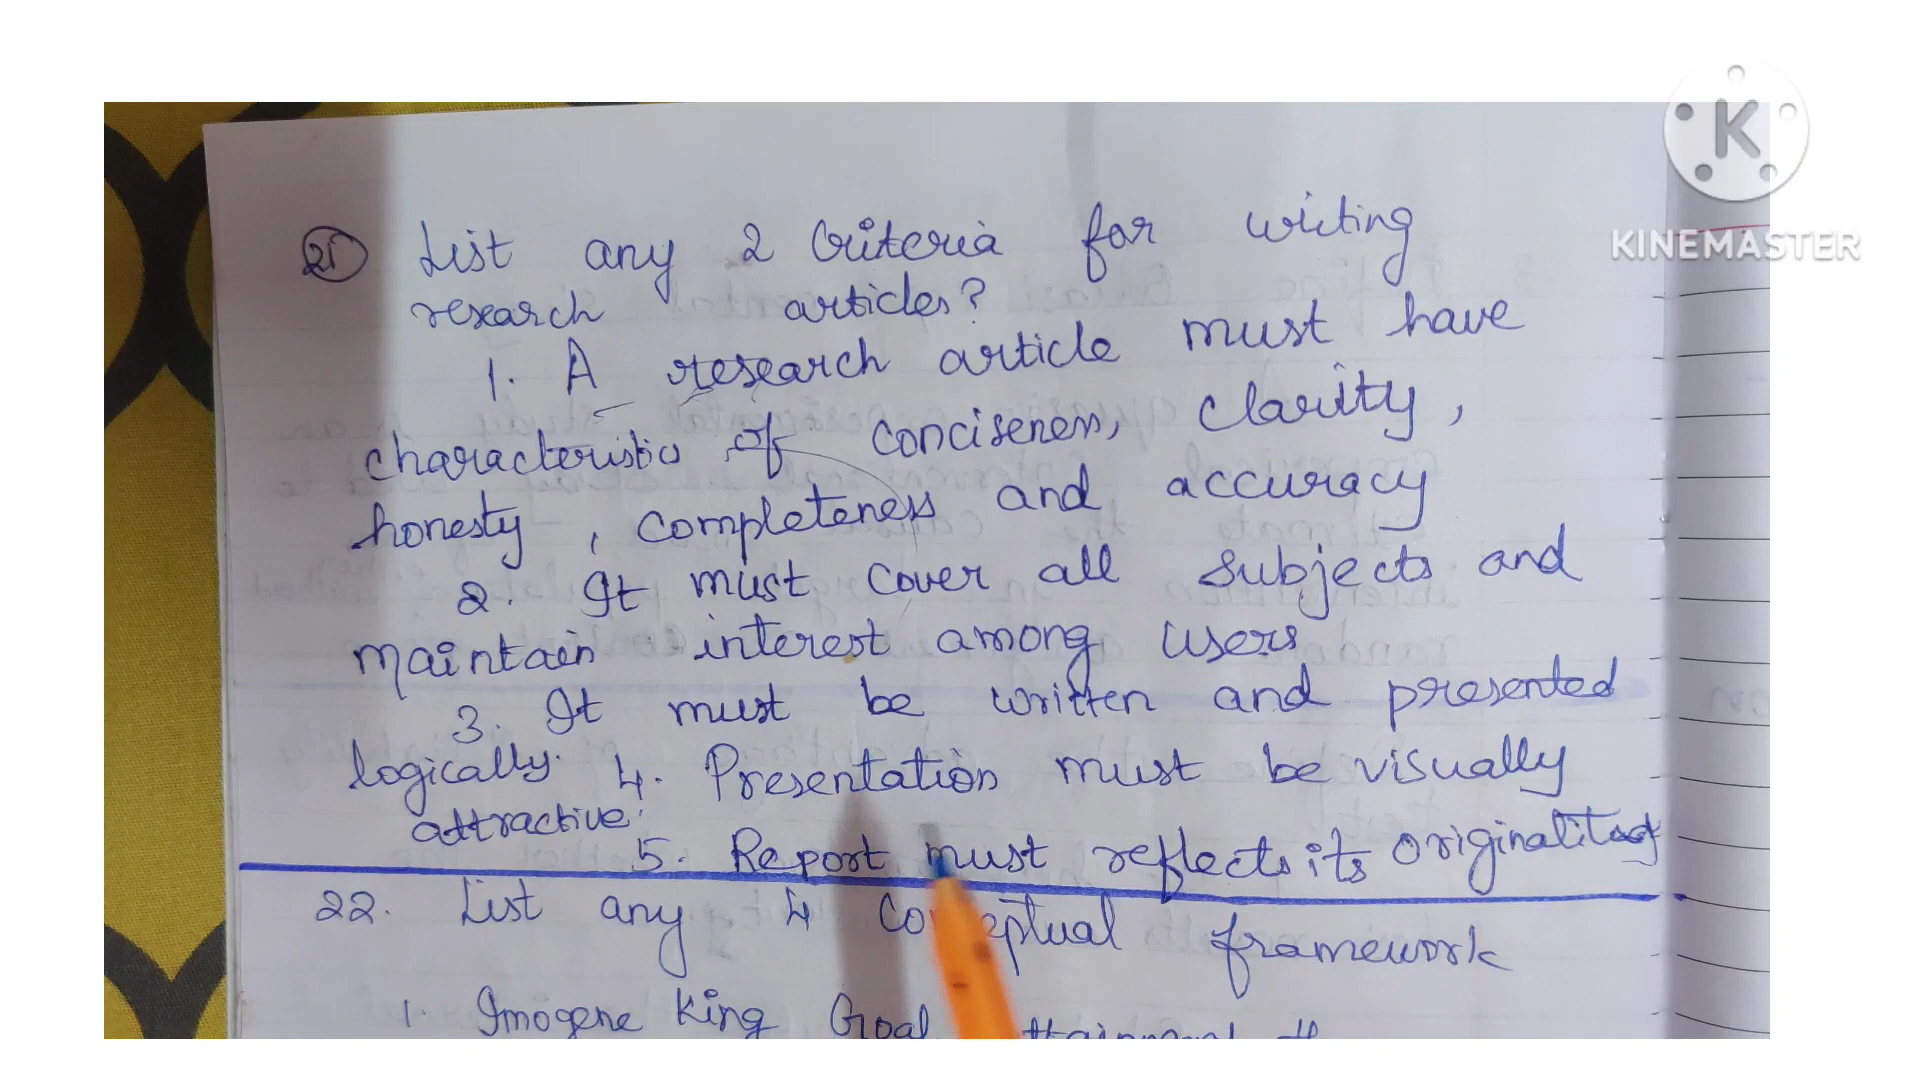 21 List any 2 Criteria for writing
research articles?
1. A research article must have
characteristics of conciseness, clarity,
honesty, completeness and accuracy
2. It must cover all subjects and
maintain interest among users
3. It must be written and presented
logically. 4. Presentation must be visually
attractive.
5. Report must reflects its originality
22. List any 4 Conceptual framework
1. Imogene King Goal
K
KINEMASTER